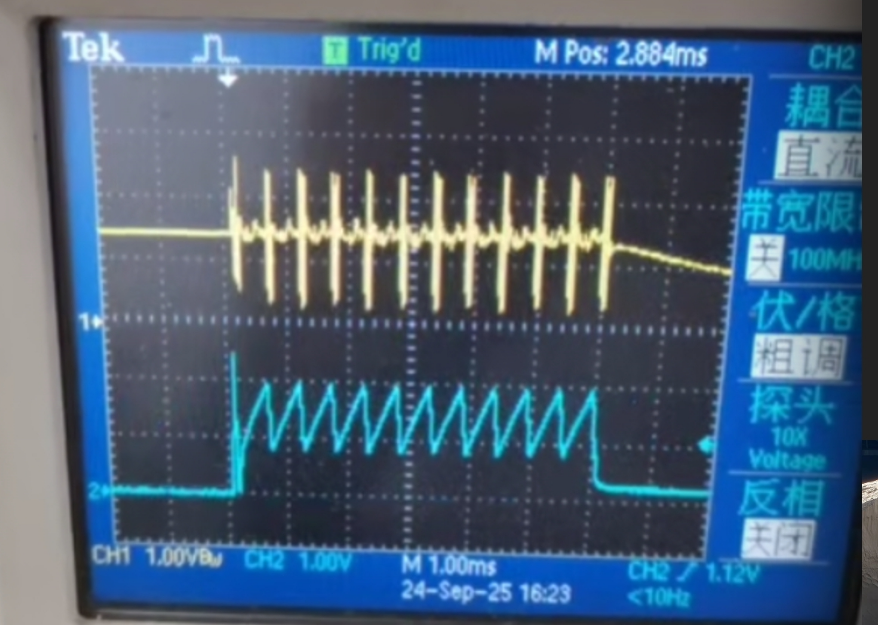 Tek
T Trig'd
M Pos: 2.884ms
CH2
耦合
直流
带宽限
关 100MH
伏/格
粗调
探头
10X
Voltage
反相
关闭
1
2
CH1 1.00VBw
CH2 1.00V
M 1.00ms
CH2 1.12V
24-Sep-25 16:23
<10Hz